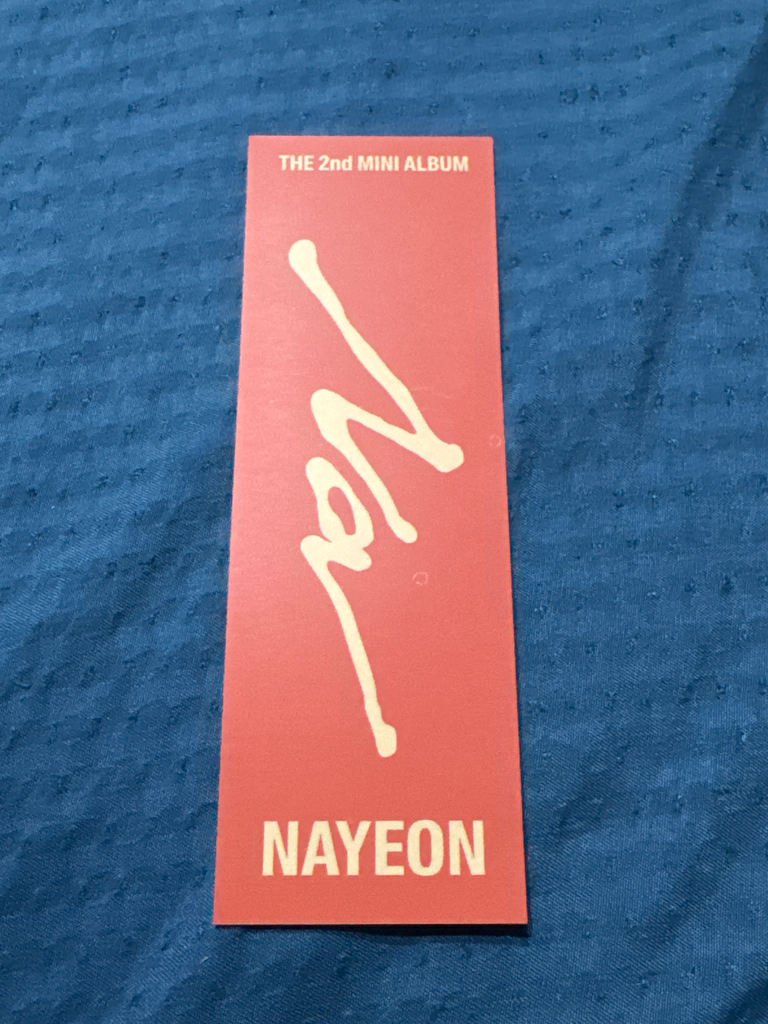 THE 2nd MINI ALBUM
Na
NAYEON